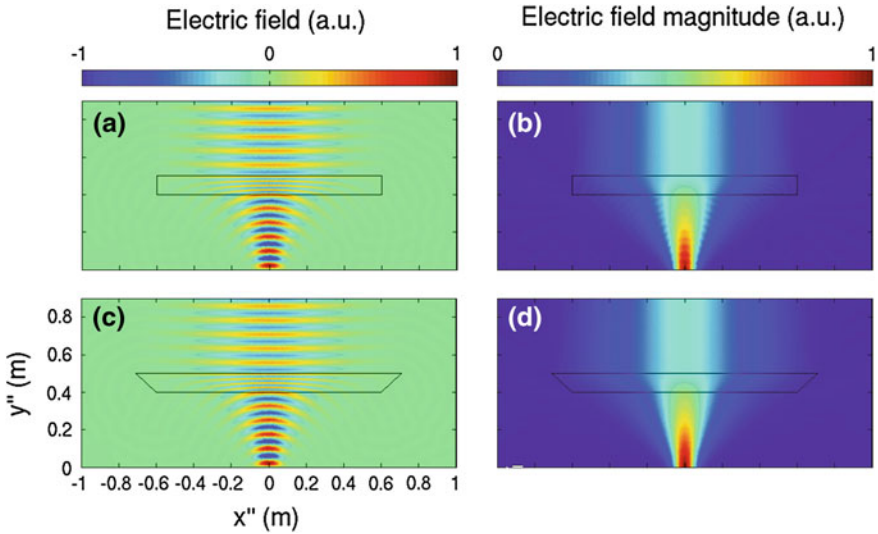 Electric field (a.u.)
Electric field magnitude (a.u.)
-1 0 1
0 1
(a)
(b)
(c)
(d)
0.8
0.6
0.4
0.2
0
y" (m)
-1 -0.8 -0.6 -0.4 -0.2 0 0.2 0.4 0.6 0.8 1
x" (m)